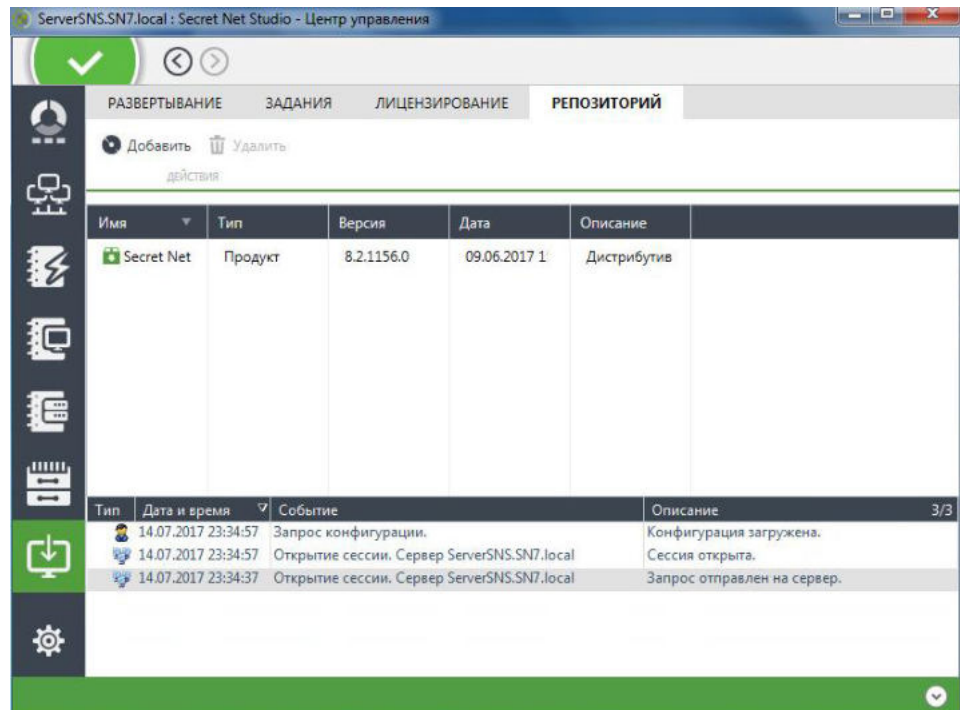 ServerSNS.SN7.local : Secret Net Studio - Центр управления
РАЗВЕРТЫВАНИЕ ЗАДАНИЯ ЛИЦЕНЗИРОВАНИЕ РЕПОЗИТОРИЙ
Добавить Удалить
действия
Имя Тип Версия Дата Описание
Secret Net Продукт 8.2.1156.0 09.06.2017 1 Дистрибутив
Тип Дата и время Событие Описание 3/3
14.07.2017 23:34:57 Запрос конфигурации. Конфигурация загружена.
14.07.2017 23:34:57 Открытие сессии. Сервер ServerSNS.SN7.local Сессия открыта.
14.07.2017 23:34:37 Открытие сессии. Сервер ServerSNS.SN7.local Запрос отправлен на сервер.